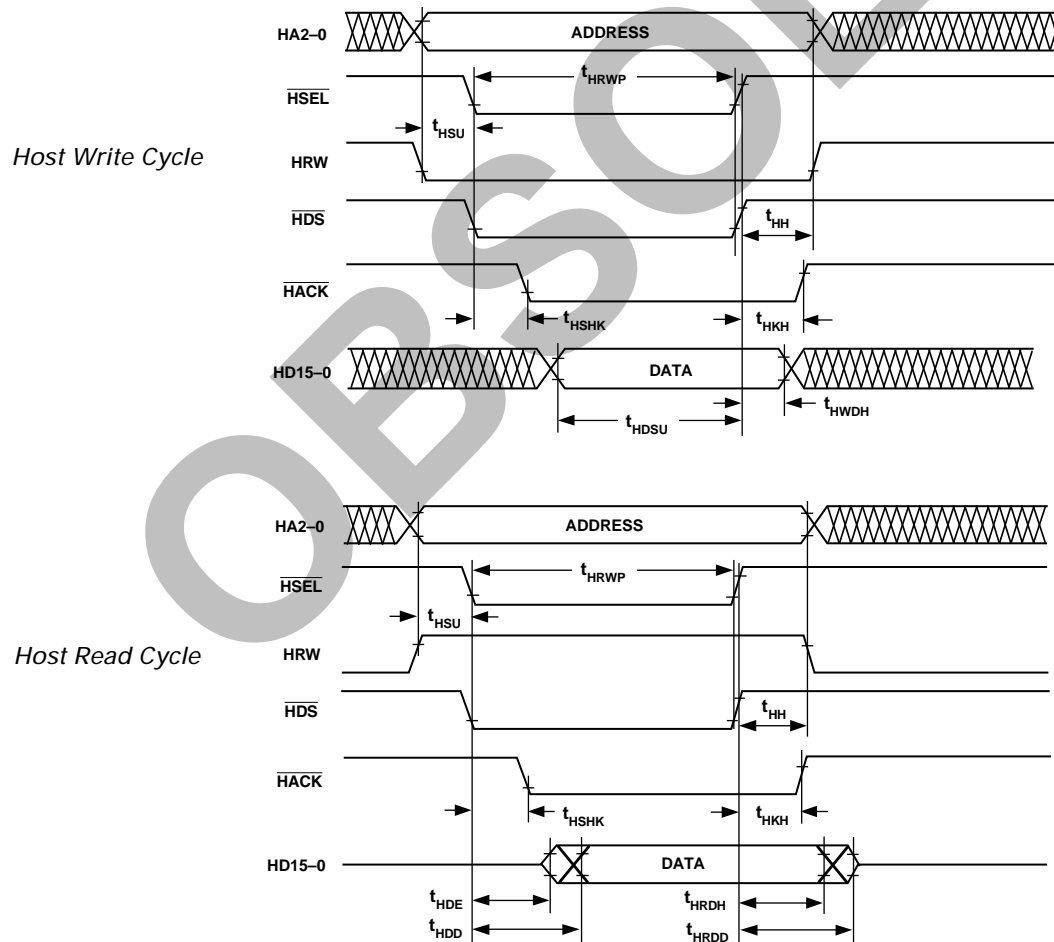 HA2–0
ADDRESS
HSEL
tHRWP
tHSU
Host Write Cycle
HRW
HDS
tHH
HACK
tHSHK
tHKH
HD15–0
DATA
tHWDH
tHDSU
HA2–0
ADDRESS
HSEL
tHRWP
tHSU
Host Read Cycle
HRW
HDS
tHH
HACK
tHSHK
tHKH
HD15–0
DATA
tHDE
tHRDH
tHDD
tHRDD
OBSOL